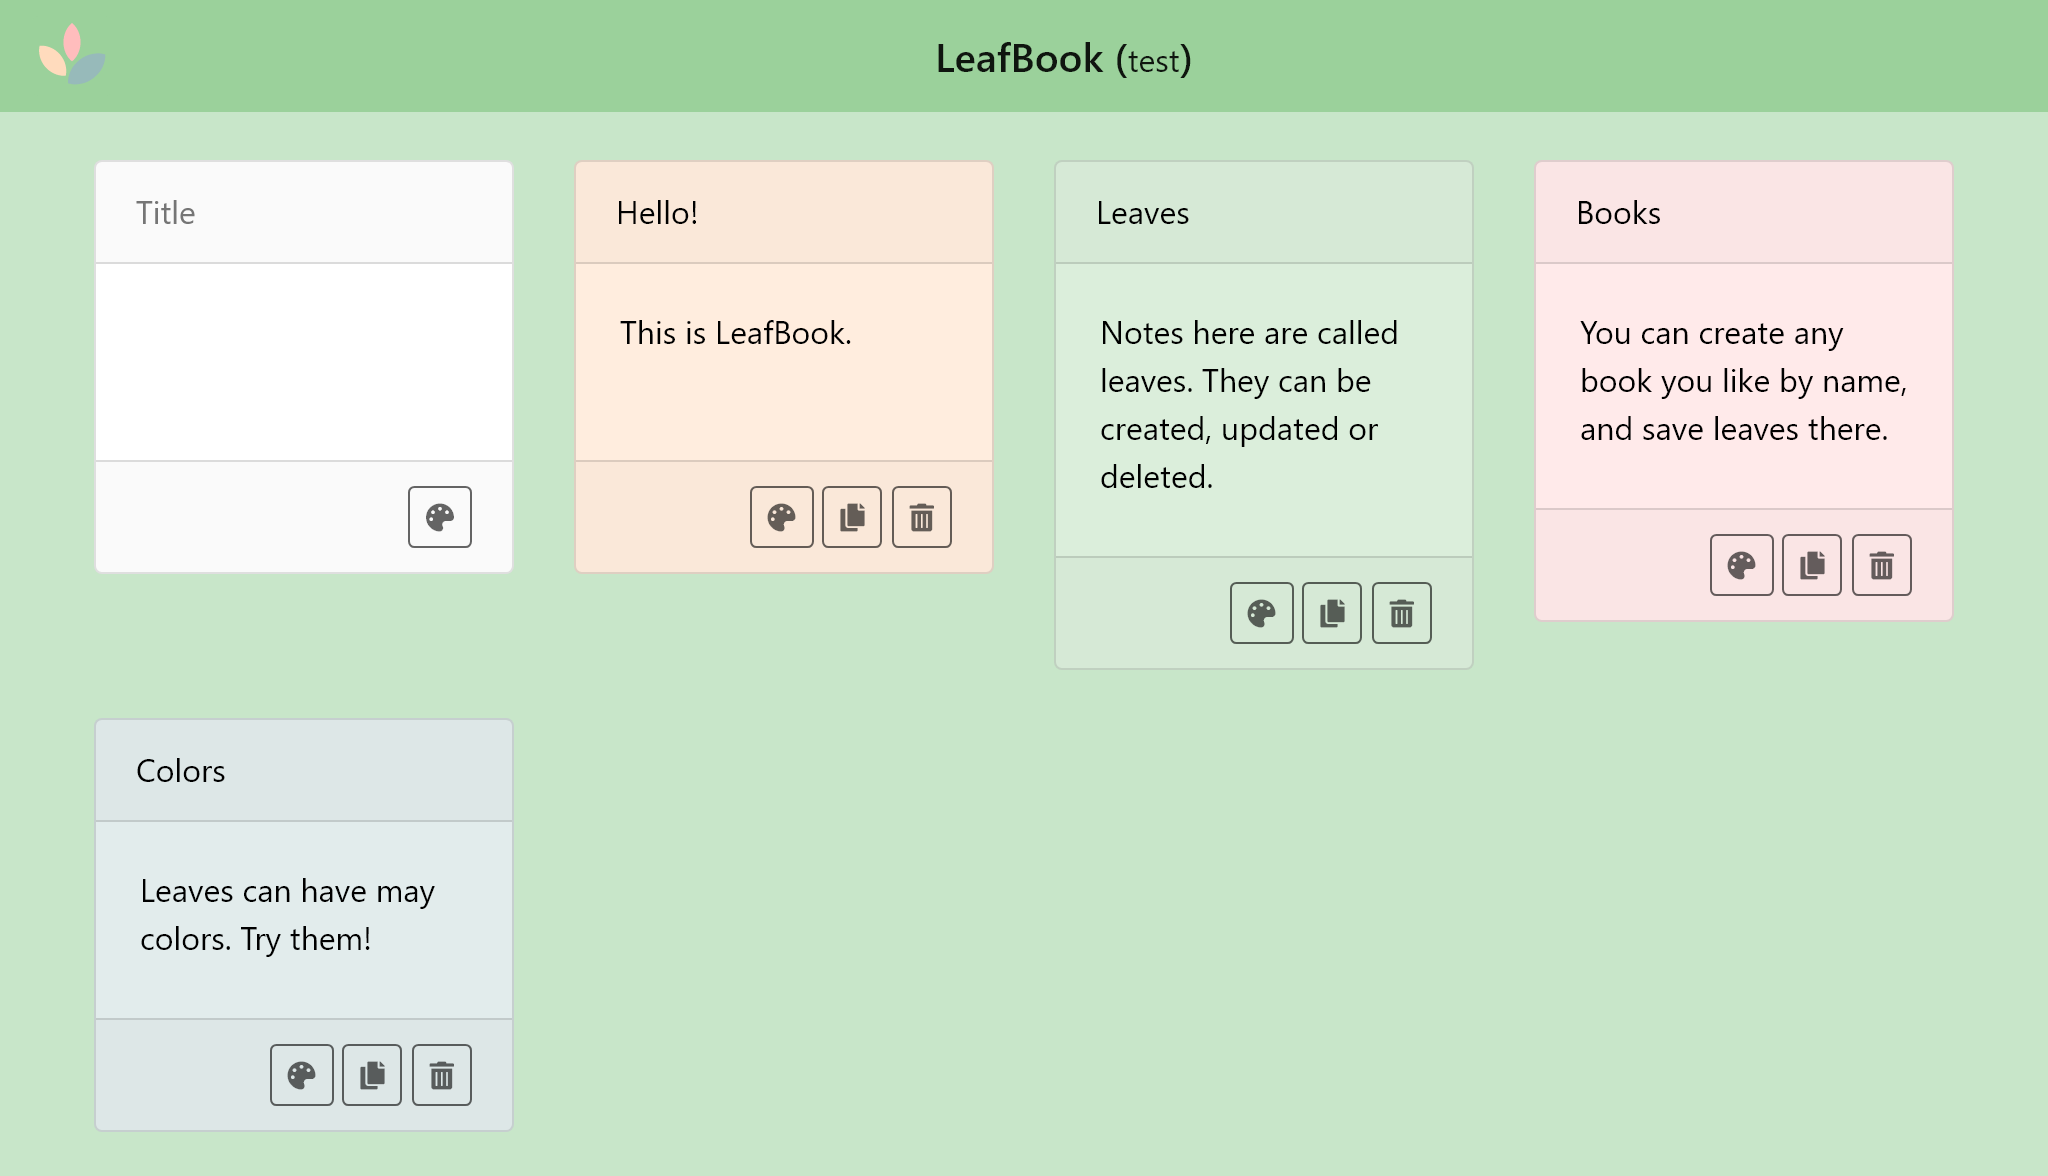 LeafBook (test)
Title
Hello!
This is LeafBook.
Leaves
Notes here are called
leaves. They can be
created, updated or
deleted.
Books
You can create any
book you like by name,
and save leaves there.
Colors
Leaves can have may
colors. Try them!